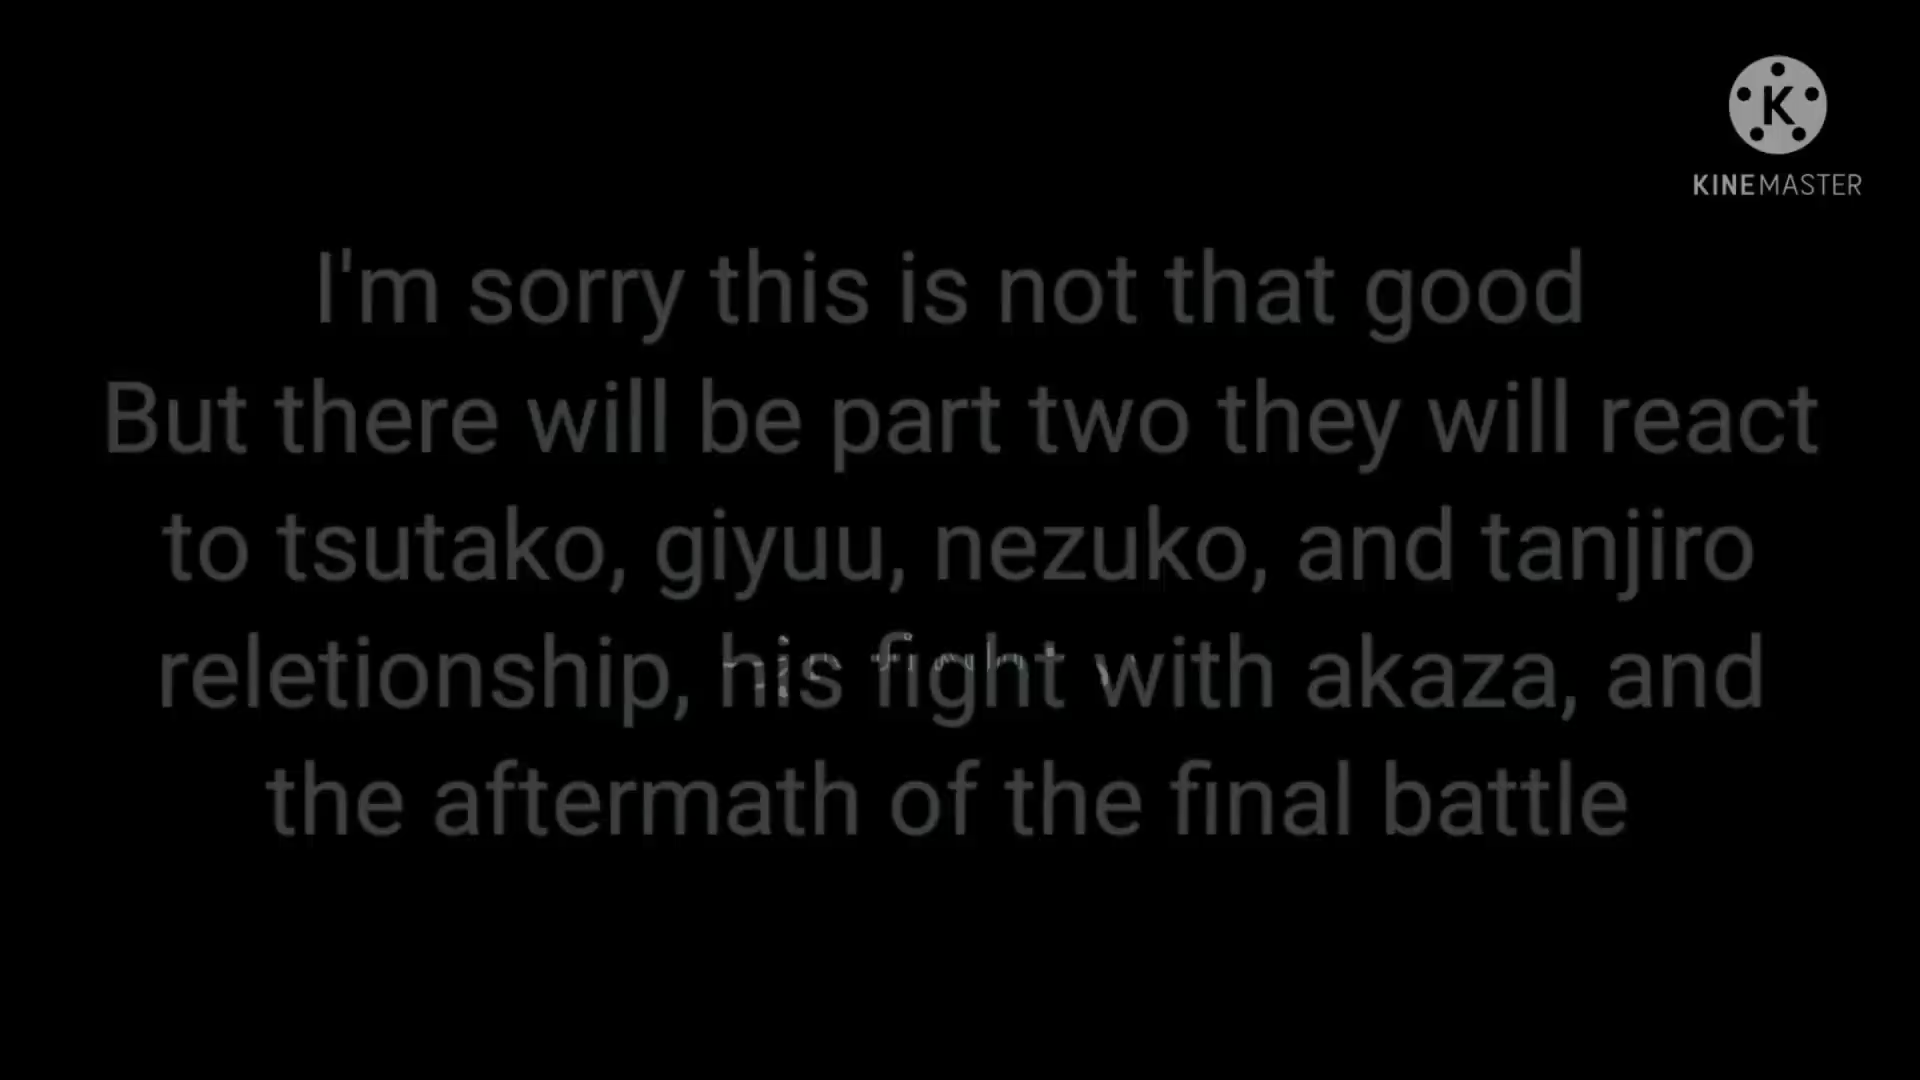 K
KINEMASTER
I'm sorry this is not that good
But there will be part two they will react
to tsutako, giyuu, nezuko, and tanjiro
reletionship, his fight with akaza, and
the aftermath of the final battle